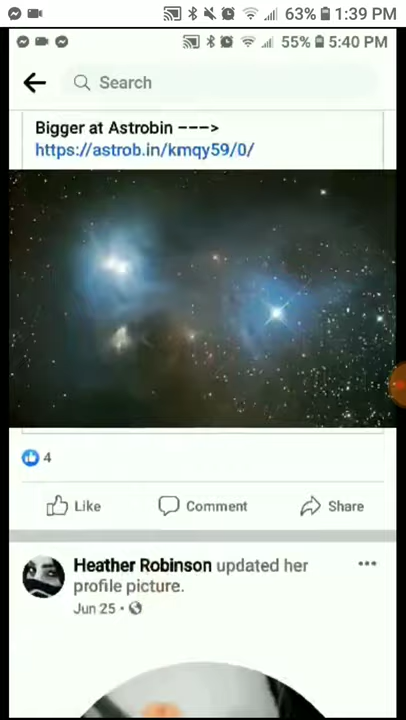 63% 1:39 PM
55% 5:40 PM
Search
Bigger at Astrobin --->
https://astrob.in/kmqy59/0/
4
Like Comment Share
Heather Robinson updated her
profile picture.
Jun 25 •